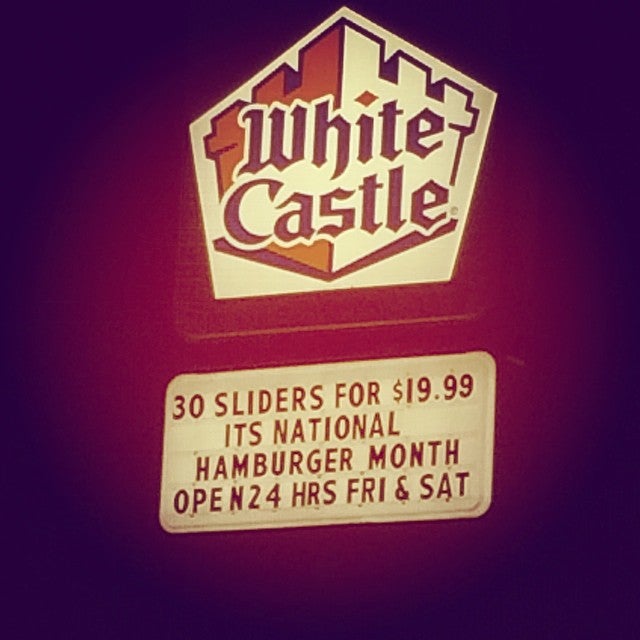 White
Castle
30 SLIDERS FOR $19.99
ITS NATIONAL
HAMBURGER MONTH
OPEN24 HRS FRI & SAT